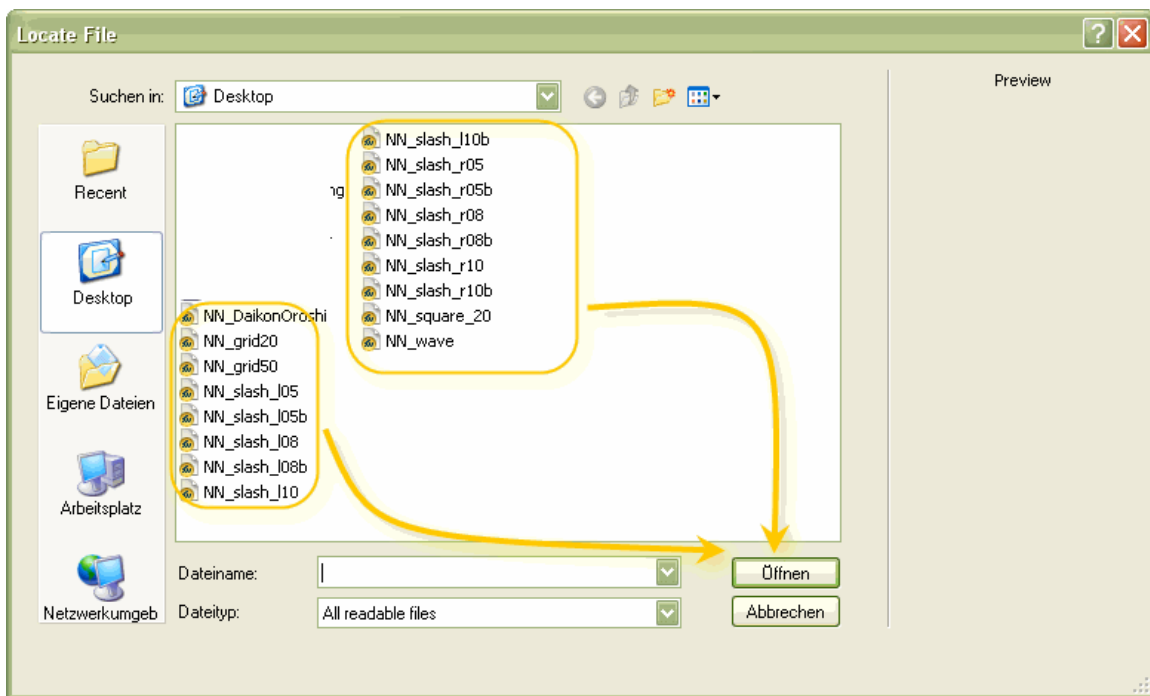 Locate File
Suchen in:
Desktop
Preview
Recent
Desktop
Eigene Dateien
Arbeitsplatz
Netzwerkumgeb
ng
NN_DaikonOroshi
NN_grid20
NN_grid50
NN_slash_l05
NN_slash_l05b
NN_slash_l08
NN_slash_l08b
NN_slash_l10
NN_slash_l10b
NN_slash_r05
NN_slash_r05b
NN_slash_r08
NN_slash_r08b
NN_slash_r10
NN_slash_r10b
NN_square_20
NN_wave
Dateiname:
Öffnen
Dateityp:
All readable files
Abbrechen